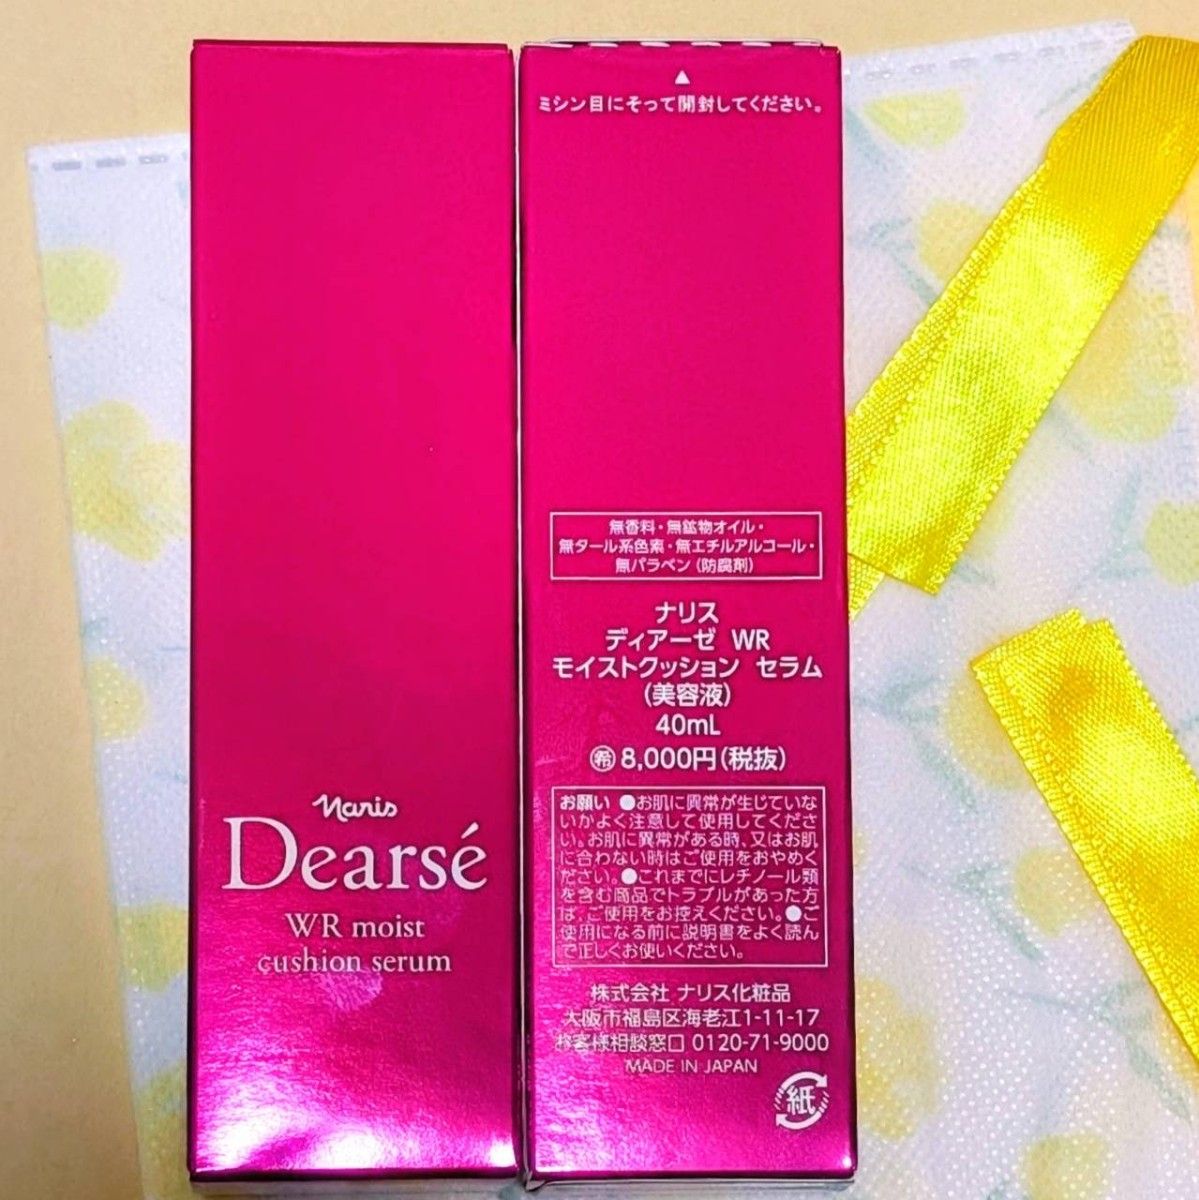 naris
Dearsé
WR moist
cushion serum
▲
ミシン目にそって開封してください。
無香料・無鉱物オイル・
無タール系色素・無エチルアルコール・
無パラベン(防腐剤)
ナリス
ディアーゼ WR
モイストクッション セラム
(美容液)
40mL
㊗希 8,000円(税抜)
お願い ●お肌に異常が生じていな
いかよく注意して使用してくださ
い。お肌に異常がある時、又はお肌
に合わない時はご使用をおやめく
ださい。●これまでにレチノール類
を含む商品でトラブルがあった方
は、ご使用をお控えください。●ご
使用になる前に説明書をよく読ん
で正しくお使いください。
株式会社 ナリス化粧品
大阪市福島区海老江1-11-17
お客様相談窓口 0120-71-9000
MADE IN JAPAN
紙